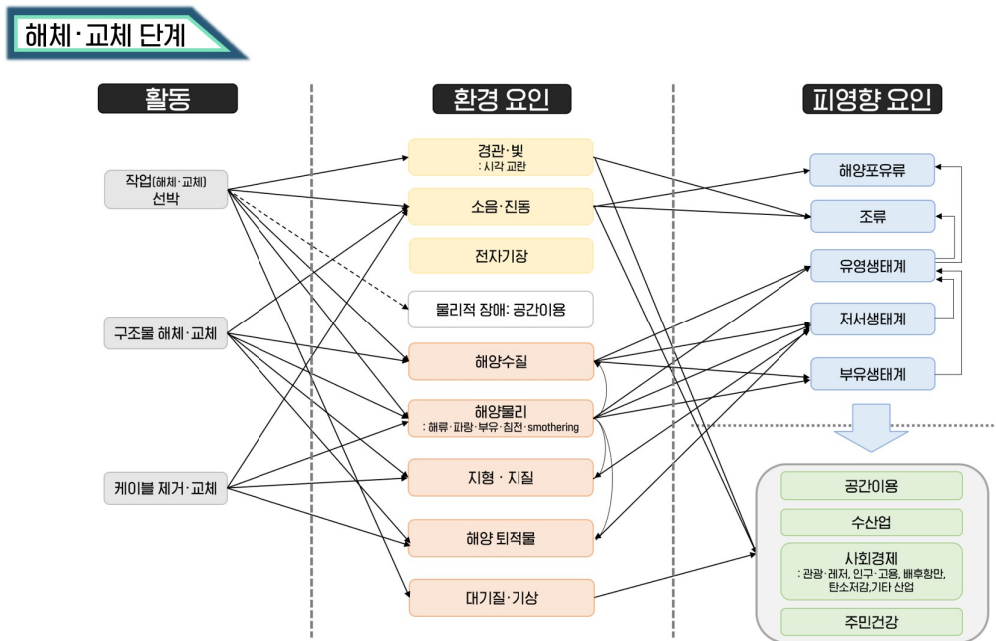 해체·교체 단계
활동
환경 요인
피영향 요인
작업(해체·교체)
선박
구조물 해체·교체
케이블 제거·교체
경관·빛
: 시각 교란
소음·진동
전자기장
물리적 장애: 공간이용
해양수질
해양물리
: 해류·파랑·부유·침전·smothering
지형·지질
해양 퇴적물
대기질·기상
해양포유류
조류
유영생태계
저서생태계
부유생태계
공간이용
수산업
사회경제
: 관광·레저, 인구·고용, 배후항만,
탄소저감,기타 산업
주민건강